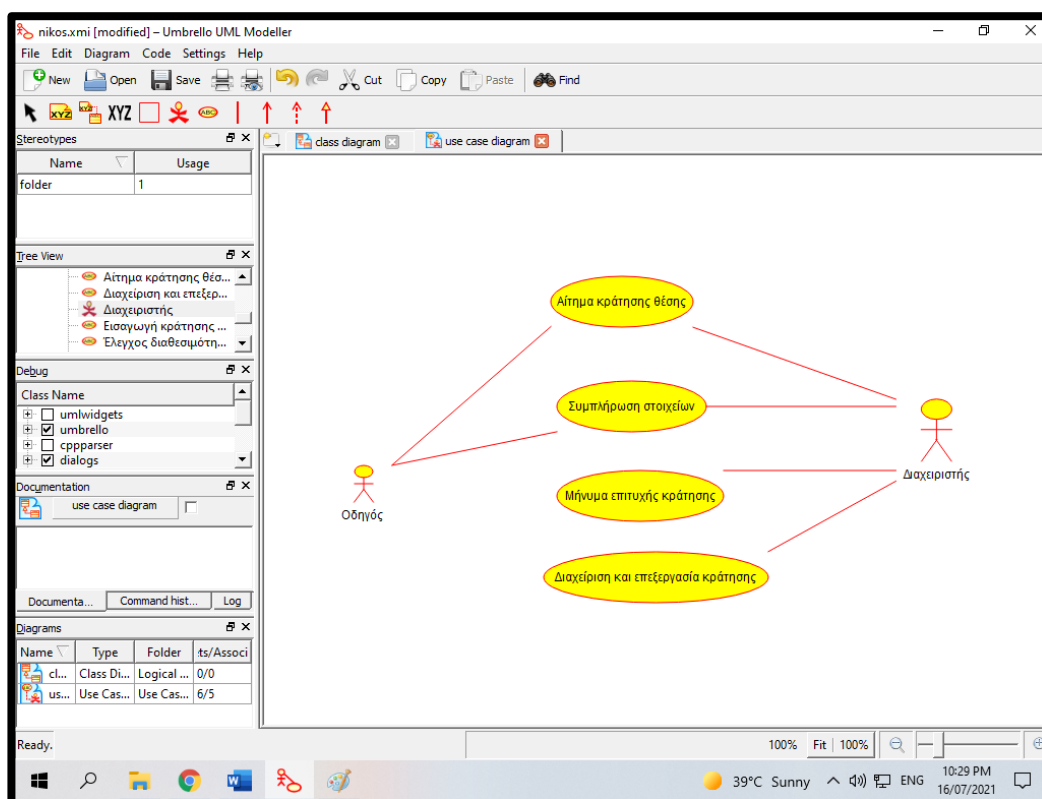 nikos.xmi [modified] – Umbrello UML Modeller
File Edit Diagram Code Settings Help
New Open Save Cut Copy Paste Find
XYZ XYZ XYZ ABC
Stereotypes
Name Usage
folder 1
class diagram use case diagram
Tree View
Αίτημα κράτησης θέσ...
Διαχείριση και επεξερ...
Διαχειριστής
Εισαγωγή κράτησης ...
Έλεγχος διαθεσιμότη...
Debug
Class Name
umlwidgets
umbrello
cppparser
dialogs
Documentation
use case diagram
Documenta... Command hist... Log
Diagrams
Name Type Folder :ts/Associ
cl... Class Di... Logical ... 0/0
us... Use Cas... Use Cas... 6/5
Αίτημα κράτησης θέσης
Συμπλήρωση στοιχείων
Μήνυμα επιτυχής κράτησης
Διαχείριση και επεξεργασία κράτησης
Οδηγός
Διαχειριστής
Ready.
100% Fit 100%
39°C Sunny ENG
10:29 PM
16/07/2021